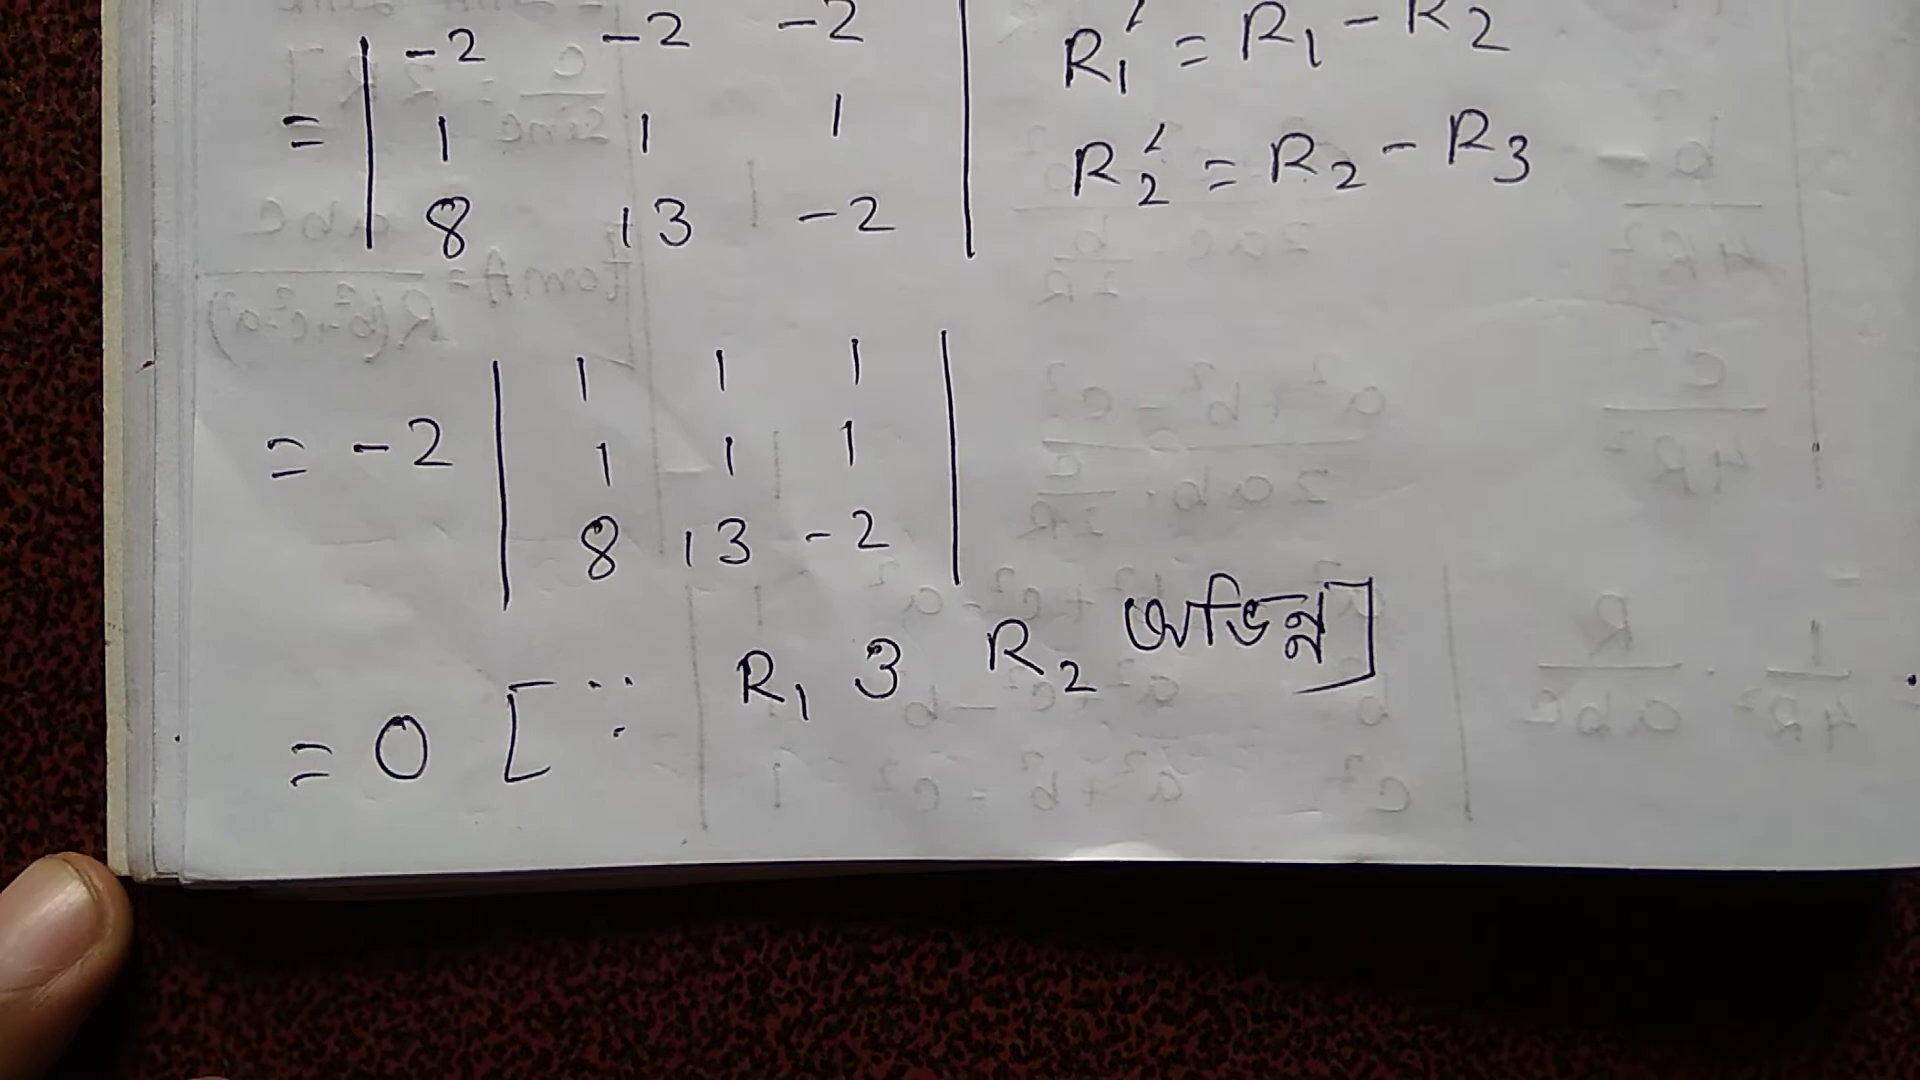 -2 -2 -2 R₁′ = R₁ - R₂
= | 1 1 1 | R₂′ = R₂ - R₃
8 13 -2
1 1 1
= -2 | 1 1 1 |
8 13 -2
= 0 [∵ R₁ ও R₂ অভিন্ন]